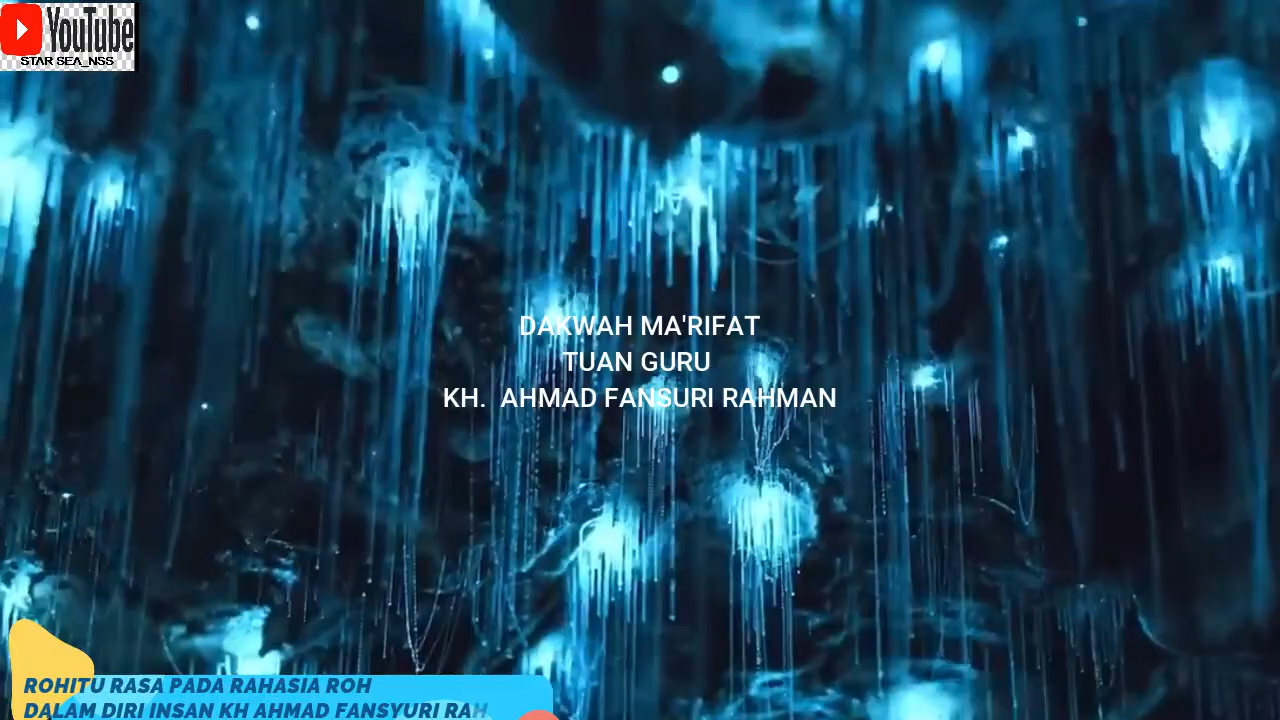 YouTube
STAR SEA_NSS
DAKWAH MA'RIFAT
TUAN GURU
KH. AHMAD FANSURI RAHMAN
ROHITU RASA PADA RAHASIA ROH
DALAM DIRI INSAN KH AHMAD FANSYURI RAH